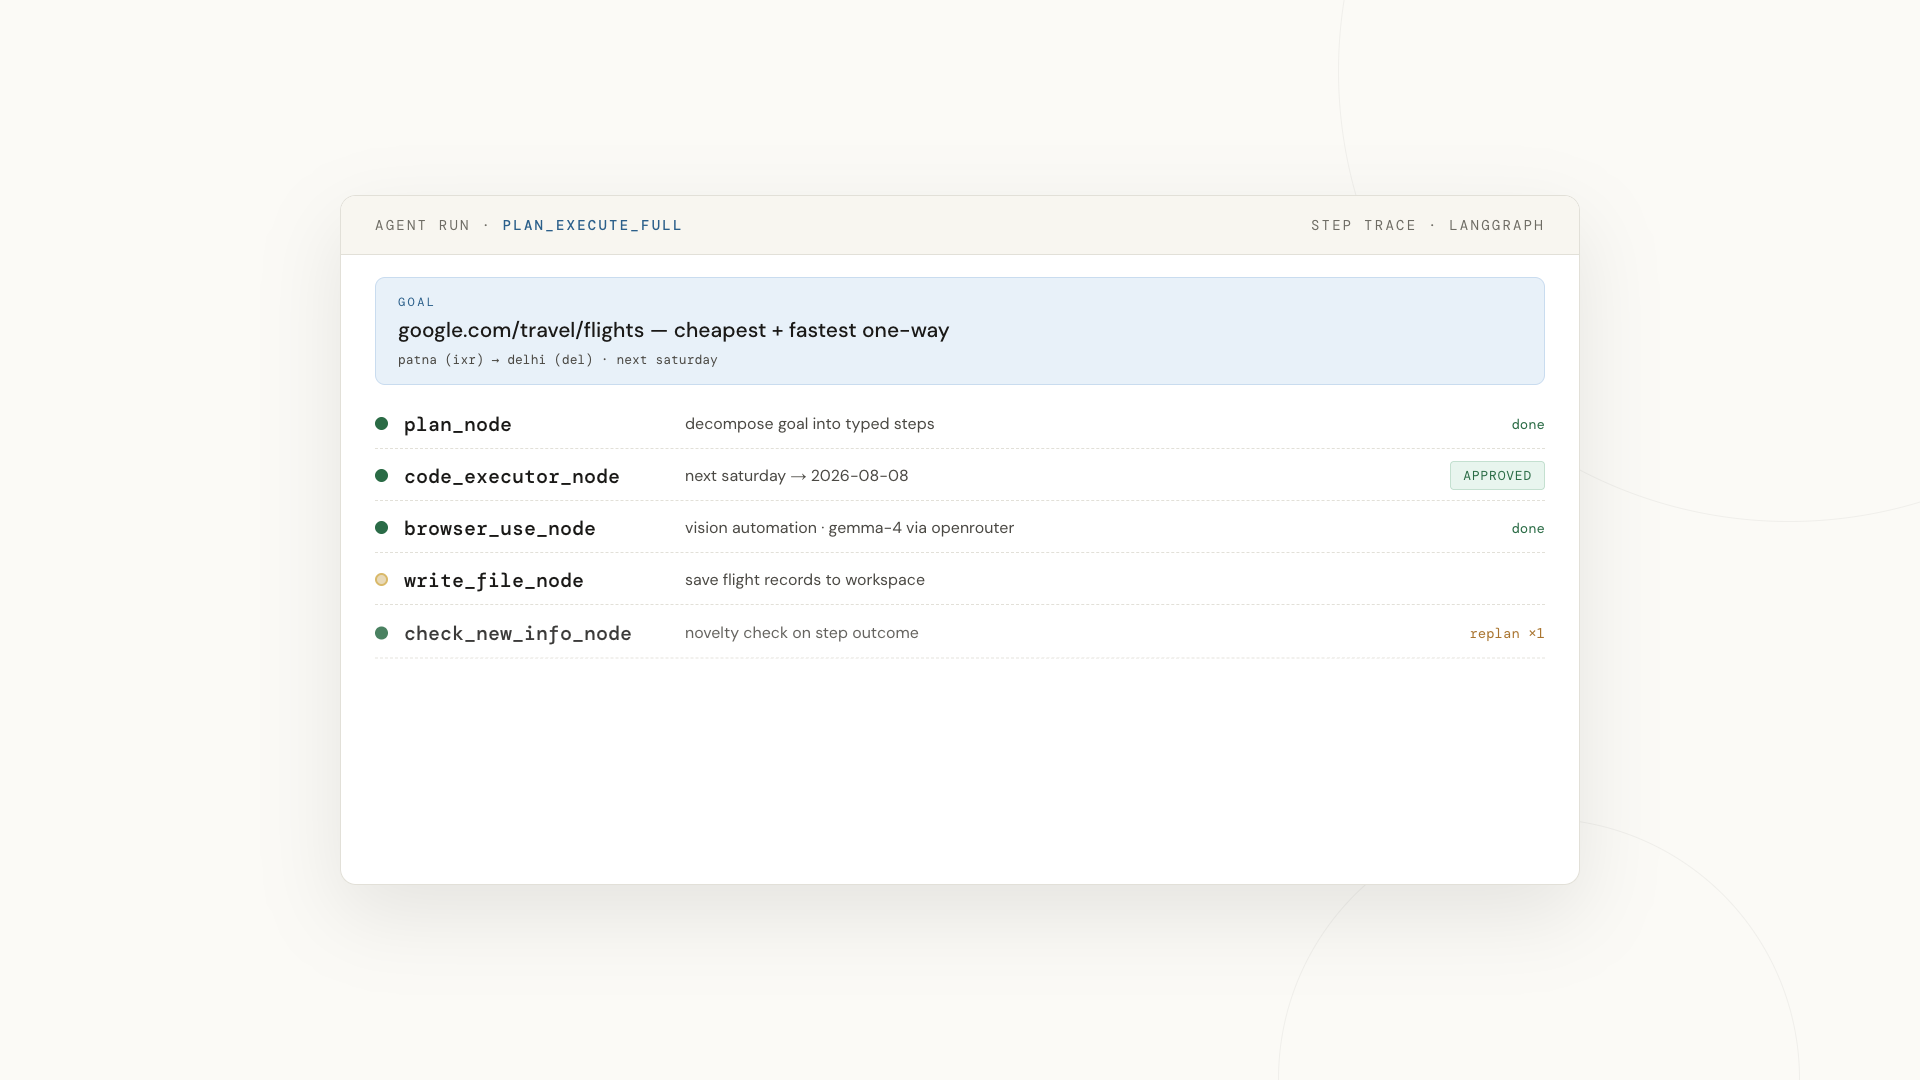 AGENT RUN · PLAN_EXECUTE_FULL
STEP TRACE · LANGGRAPH
GOAL
google.com/travel/flights — cheapest + fastest one-way
patna (ixr) → delhi (del) · next saturday
plan_node decompose goal into typed steps done
code_executor_node next saturday → 2026-08-08 APPROVED
browser_use_node vision automation · gemma-4 via openrouter done
write_file_node save flight records to workspace
check_new_info_node novelty check on step outcome replan ×1